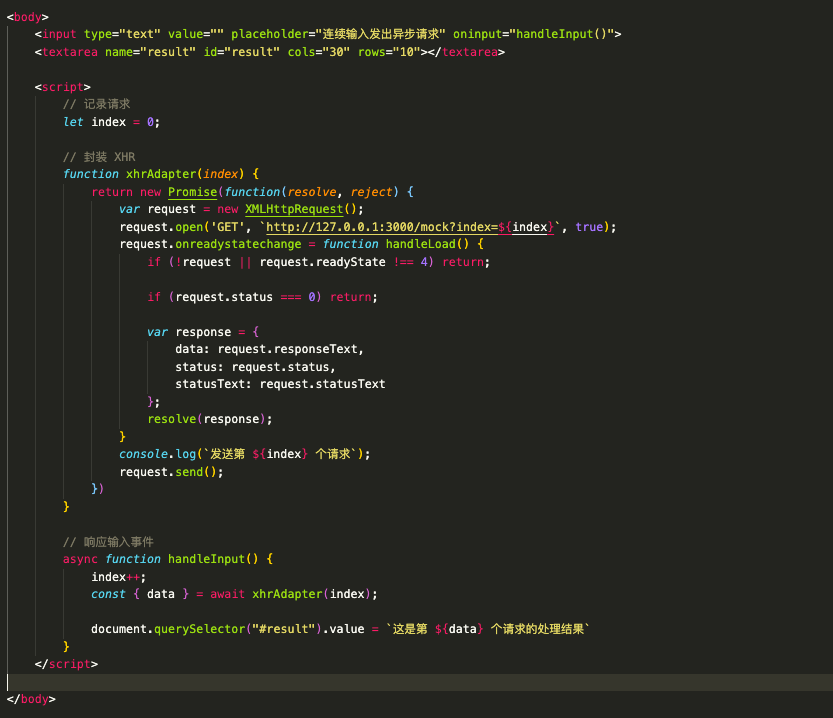 <body>
    <input type="text" value="" placeholder="连续输入发出异步请求" oninput="handleInput()">
    <textarea name="result" id="result" cols="30" rows="10"></textarea>

    <script>
        // 记录请求
        let index = 0;

        // 封装 XHR
        function xhrAdapter(index) {
            return new Promise(function(resolve, reject) {
                var request = new XMLHttpRequest();
                request.open('GET', `http://127.0.0.1:3000/mock?index=${index}`, true);
                request.onreadystatechange = function handleLoad() {
                    if (!request || request.readyState !== 4) return;

                    if (request.status === 0) return;

                    var response = {
                        data: request.responseText,
                        status: request.status,
                        statusText: request.statusText
                    };
                    resolve(response);
                }
                console.log(`发送第 ${index} 个请求`);
                request.send();
            })
        }

        // 响应输入事件
        async function handleInput() {
            index++;
            const { data } = await xhrAdapter(index);

            document.querySelector("#result").value = `这是第 ${data} 个请求的处理结果`
        }
    </script>

</body>